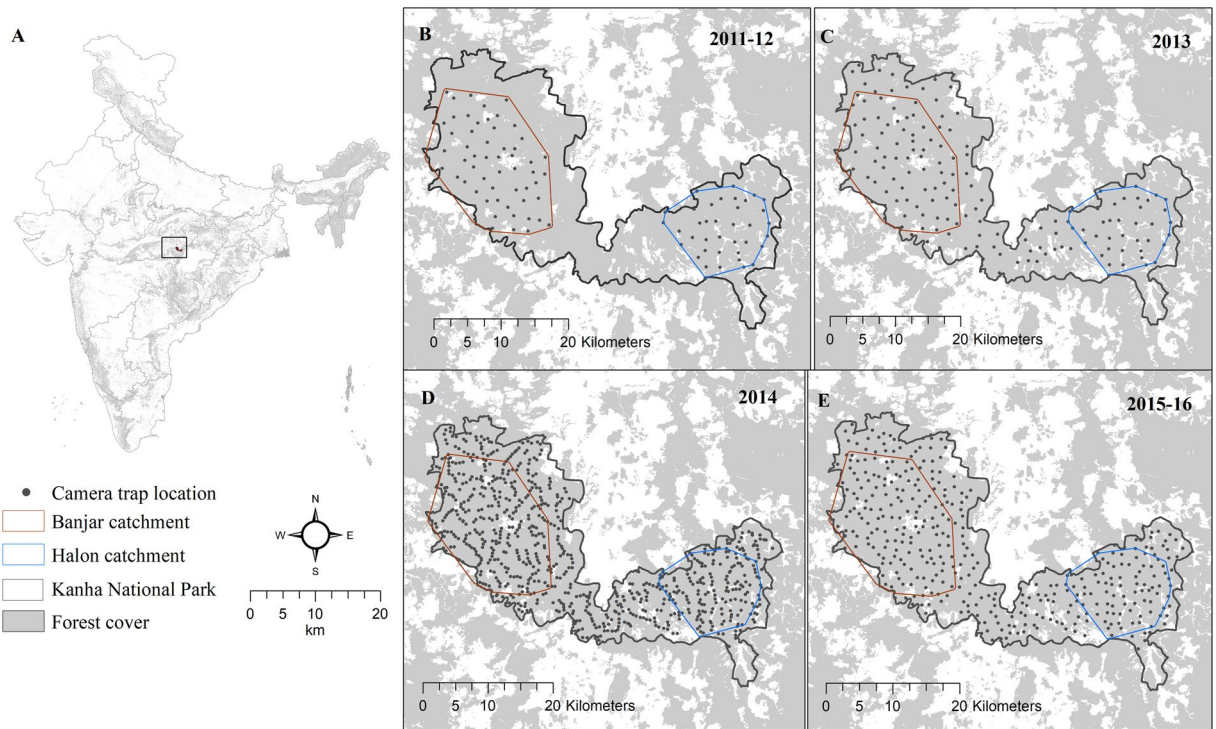 A
B
2011-12
0 5 10 20 Kilometers
C
2013
0 5 10 20 Kilometers
D
2014
0 5 10 20 Kilometers
E
2015-16
0 5 10 20 Kilometers
Camera trap location
Banjar catchment
Halon catchment
Kanha National Park
Forest cover
N
W E
S
0 5 10 20
km